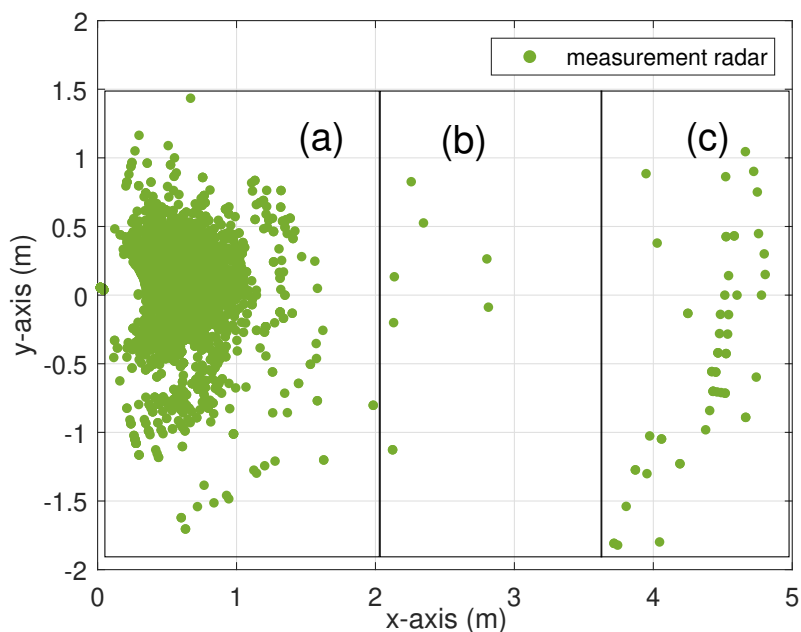 2
measurement radar
1.5
(a)
(b)
(c)
1
0.5
y-axis (m)
0
-0.5
-1
-1.5
-2
0 1 2 3 4 5
x-axis (m)